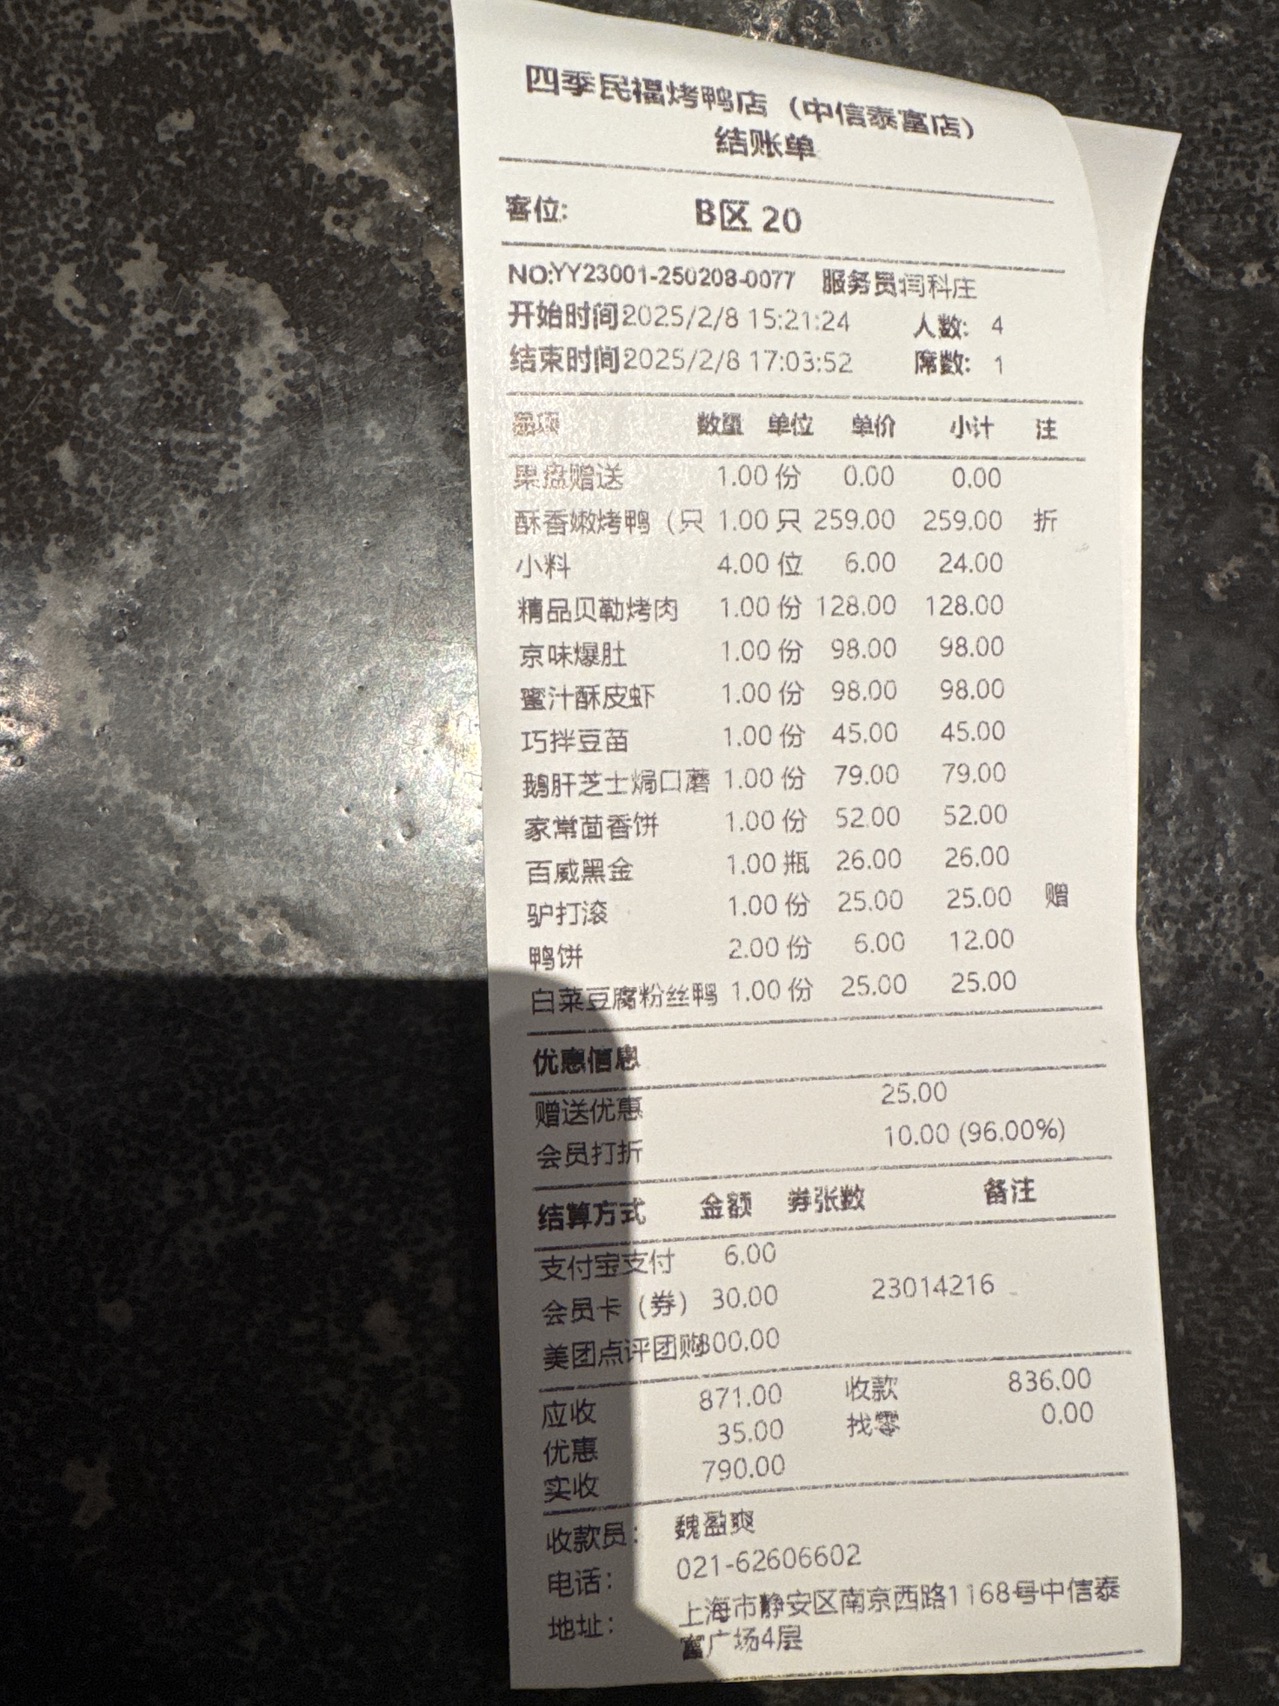 四季民福烤鸭店（中信泰富店）
结账单
客位: B区 20
NO:YY23001-250208-0077 服务员:闫科庄
开始时间2025/2/8 15:21:24 人数: 4
结束时间2025/2/8 17:03:52 席数: 1
品项 数量 单位 单价 小计 注
果盘赠送 1.00 份 0.00 0.00
酥香嫩烤鸭（只 1.00 只 259.00 259.00 折
小料 4.00 位 6.00 24.00
精品贝勒烤肉 1.00 份 128.00 128.00
京味爆肚 1.00 份 98.00 98.00
蜜汁酥皮虾 1.00 份 98.00 98.00
巧拌豆苗 1.00 份 45.00 45.00
鹅肝芝士焗口蘑 1.00 份 79.00 79.00
家常茴香饼 1.00 份 52.00 52.00
百威黑金 1.00 瓶 26.00 26.00
驴打滚 1.00 份 25.00 25.00 赠
鸭饼 2.00 份 6.00 12.00
白菜豆腐粉丝鸭 1.00 份 25.00 25.00
优惠信息
赠送优惠 25.00
会员打折 10.00 (96.00%)
结算方式 金额 券张数 备注
支付宝支付 6.00
会员卡（券） 30.00 23014216
美团点评团购800.00
应收 871.00 收款 836.00
优惠 35.00 找零 0.00
实收 790.00
收款员: 魏盈爽
电话: 021-62606602
地址: 上海市静安区南京西路1168号中信泰
富广场4层